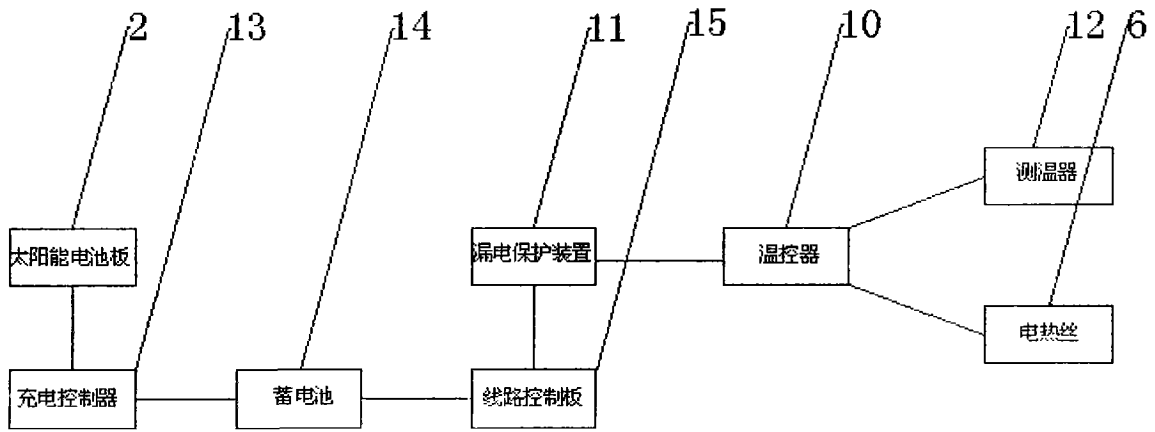 2
13
14
11
15
10
12
6
测温器
太阳能电池板
漏电保护装置
温控器
电热丝
充电控制器
蓄电池
线路控制板